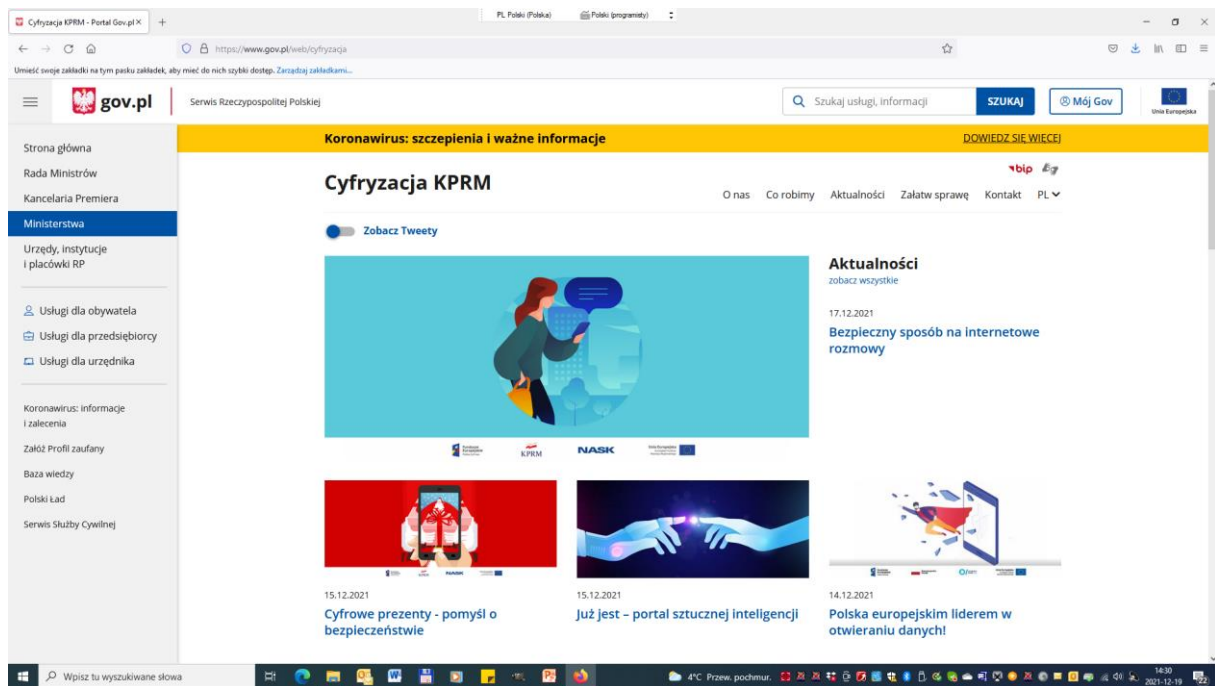 PL Polski (Polska) Polski (programisty)
Cyfryzacja KPRM - Portal Gov.pl
https://www.gov.pl/web/cyfryzacja
Umieść swoje zakładki na tym pasku zakładek, aby mieć do nich szybki dostęp. Zarządzaj zakładkami...
gov.pl
Serwis Rzeczypospolitej Polskiej
Szukaj usługi, informacji
SZUKAJ
Mój Gov
Unia Europejska
Strona główna
Rada Ministrów
Kancelaria Premiera
Ministerstwa
Urzędy, instytucje
i placówki RP
Usługi dla obywatela
Usługi dla przedsiębiorcy
Usługi dla urzędnika
Koronawirus: informacje
i zalecenia
Załóż Profil zaufany
Baza wiedzy
Polski Ład
Serwis Służby Cywilnej
Koronawirus: szczepienia i ważne informacje
DOWIEDZ SIĘ WIĘCEJ
bip
Cyfryzacja KPRM
O nas Co robimy Aktualności Załatw sprawę Kontakt PL
Zobacz Tweety
KPRM NASK
Aktualności
zobacz wszystkie
17.12.2021
Bezpieczny sposób na internetowe
rozmowy
15.12.2021
Cyfrowe prezenty - pomyśl o
bezpieczeństwie
15.12.2021
Już jest – portal sztucznej inteligencji
14.12.2021
Polska europejskim liderem w
otwieraniu danych!
Wpisz tu wyszukiwane słowa
4°C Przew. pochmur.
14:30
2021-12-19
22